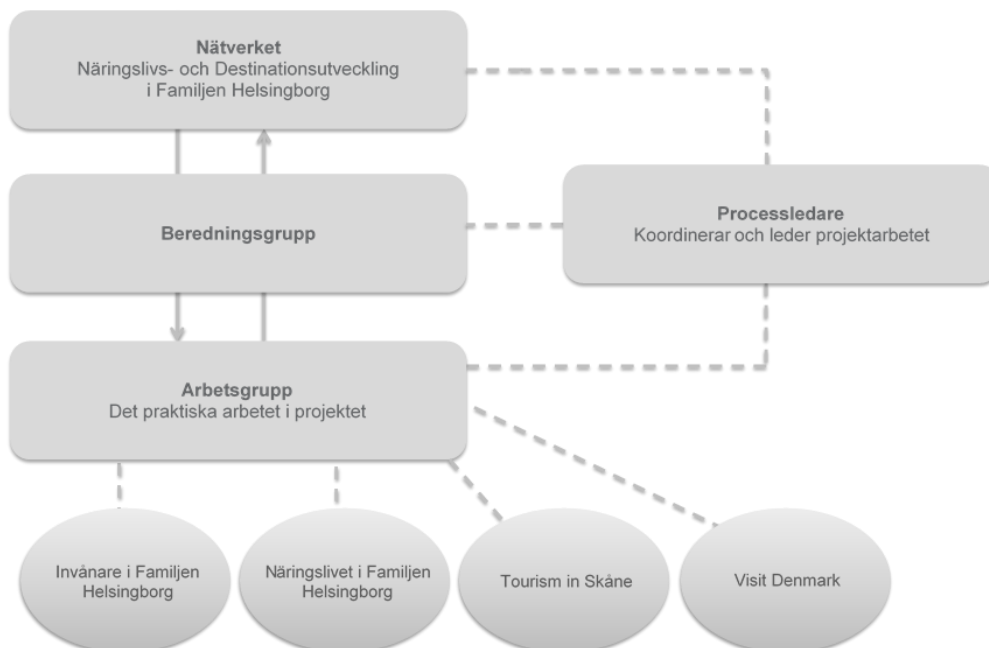 Nätverket
Näringslivs- och Destinationsutveckling
i Familjen Helsingborg
Beredningsgrupp
Processledare
Koordinerar och leder projektarbetet
Arbetsgrupp
Det praktiska arbetet i projektet
Invånare i Familjen
Helsingborg
Näringslivet i Familjen
Helsingborg
Tourism in Skåne
Visit Denmark